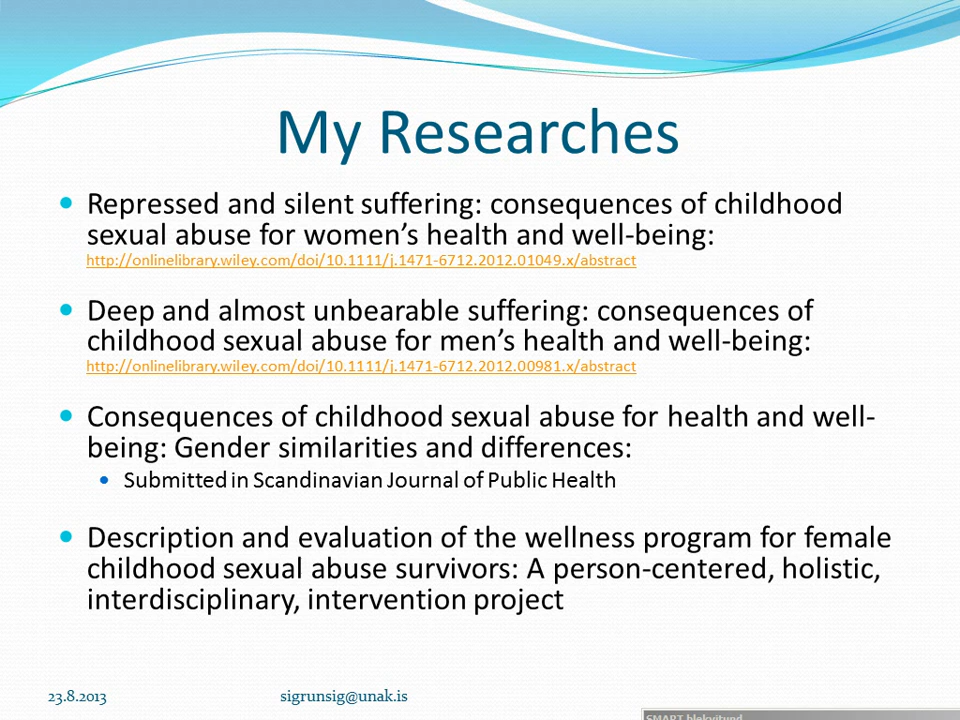 My Researches
Repressed and silent suffering: consequences of childhood
sexual abuse for women's health and well-being:
http://onlinelibrary.wiley.com/doi/10.1111/j.1471-6712.2012.01049.x/abstract
Deep and almost unbearable suffering: consequences of
childhood sexual abuse for men's health and well-being:
http://onlinelibrary.wiley.com/doi/10.1111/j.1471-6712.2012.00981.x/abstract
Consequences of childhood sexual abuse for health and well-
being: Gender similarities and differences:
Submitted in Scandinavian Journal of Public Health
Description and evaluation of the wellness program for female
childhood sexual abuse survivors: A person-centered, holistic,
interdisciplinary, intervention project
23.8.2013 sigrunsig@unak.is
SMART